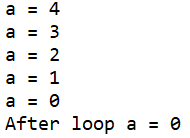 a = 4
a = 3
a = 2
a = 1
a = 0
After loop a = 0